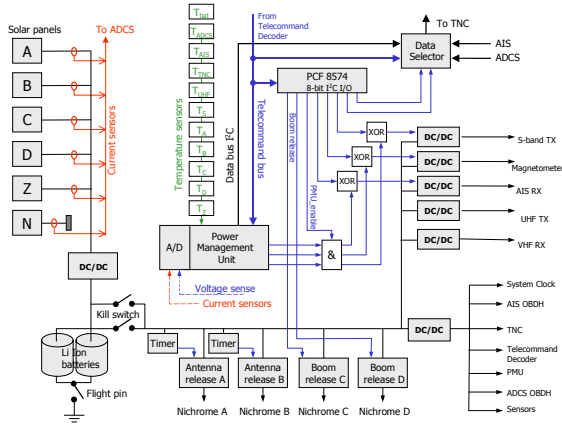 Solar panels
To ADCS
A
B
C
D
Z
N
Current sensors
DC/DC
Kill switch
Li Ion
batteries
Flight pin
T_bat
T_ADCS
T_AIS
T_TNC
T_UHF
T_S
T_A
T_B
T_C
T_D
T_Z
Temperature sensors
Data bus I²C
From
Telecommand
Decoder
Telecommand bus
A/D
Power
Management
Unit
Voltage sense
Current sensors
PCF 8574
8-bit I²C I/O
Boom release
PMU_enable
&
XOR
XOR
XOR
To TNC
Data
Selector
AIS
ADCS
DC/DC
S-band TX
DC/DC
Magnetometer
DC/DC
AIS RX
DC/DC
UHF TX
DC/DC
VHF RX
Timer
Timer
Antenna
release A
Antenna
release B
Boom
release C
Boom
release D
Nichrome A
Nichrome B
Nichrome C
Nichrome D
DC/DC
System Clock
AIS OBDH
TNC
Telecommand
Decoder
PMU
ADCS OBDH
Sensors